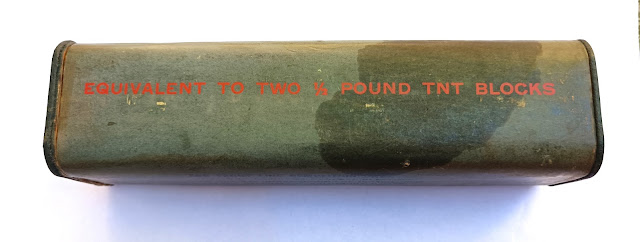 EQUIVALENT TO TWO ½ POUND TNT BLOCKS